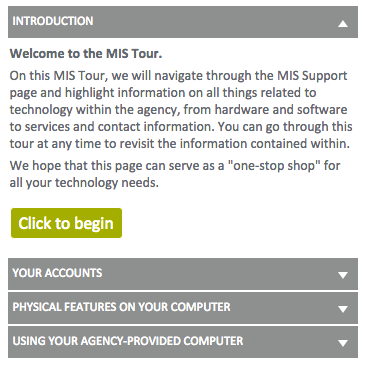 INTRODUCTION
Welcome to the MIS Tour.
On this MIS Tour, we will navigate through the MIS Support
page and highlight information on all things related to
technology within the agency, from hardware and software
to services and contact information. You can go through this
tour at any time to revisit the information contained within.
We hope that this page can serve as a "one-stop shop" for
all your technology needs.
Click to begin
YOUR ACCOUNTS
PHYSICAL FEATURES ON YOUR COMPUTER
USING YOUR AGENCY-PROVIDED COMPUTER